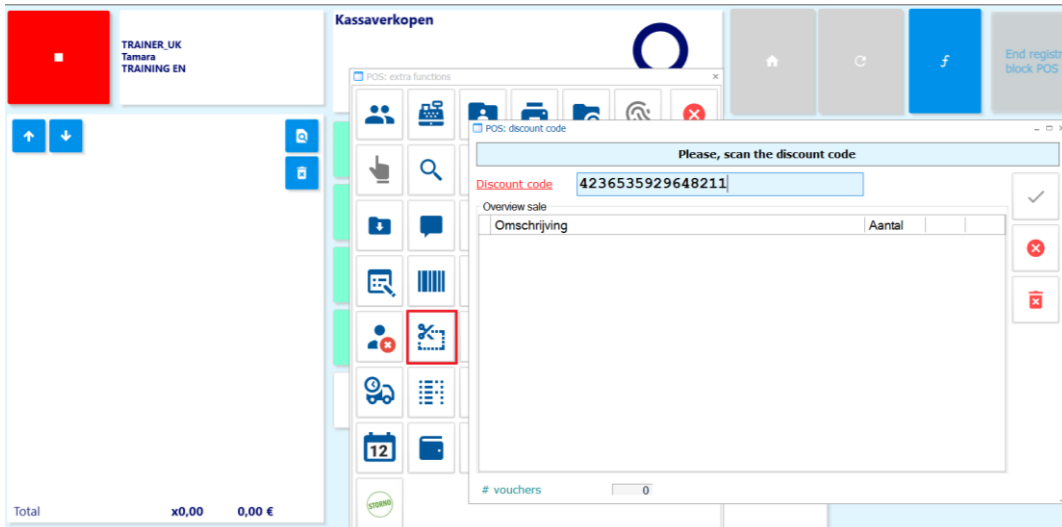 TRAINER_UK
Tamara
TRAINING EN
Kassaverkopen
End registr
block POS
POS: extra functions
POS: discount code
Please, scan the discount code
Discount code
4236535929648211
Overview sale
Omschrijving
Aantal
12
STORNO
# vouchers
0
Total
x0,00
0,00 €